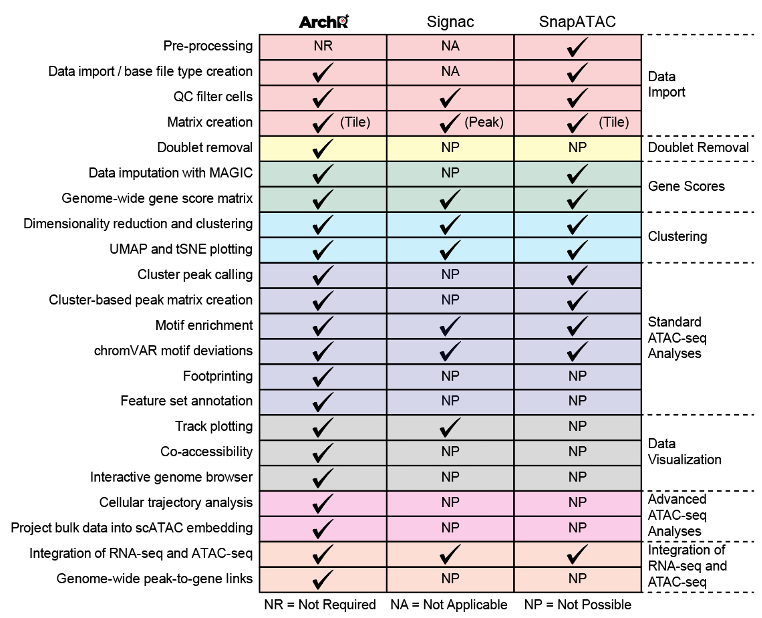 ArchR Signac SnapATAC
Pre-processing NR NA ✓
Data import / base file type creation ✓ NA ✓
Data Import
QC filter cells ✓ ✓ ✓
Matrix creation ✓ (Tile) ✓ (Peak) ✓ (Tile)
Doublet removal ✓ NP NP Doublet Removal
Data imputation with MAGIC ✓ NP ✓
Gene Scores
Genome-wide gene score matrix ✓ ✓ ✓
Dimensionality reduction and clustering ✓ ✓ ✓
Clustering
UMAP and tSNE plotting ✓ ✓ ✓
Cluster peak calling ✓ NP ✓
Cluster-based peak matrix creation ✓ NP ✓
Motif enrichment ✓ ✓ ✓
Standard
ATAC-seq
Analyses
chromVAR motif deviations ✓ ✓ ✓
Footprinting ✓ NP NP
Feature set annotation ✓ NP NP
Track plotting ✓ ✓ NP
Data
Visualization
Co-accessibility ✓ NP NP
Interactive genome browser ✓ NP NP
Cellular trajectory analysis ✓ NP NP
Advanced
ATAC-seq
Analyses
Project bulk data into scATAC embedding ✓ NP NP
Integration of RNA-seq and ATAC-seq ✓ ✓ ✓
Integration of
RNA-seq and
ATAC-seq
Genome-wide peak-to-gene links ✓ NP NP
NR = Not Required NA = Not Applicable NP = Not Possible